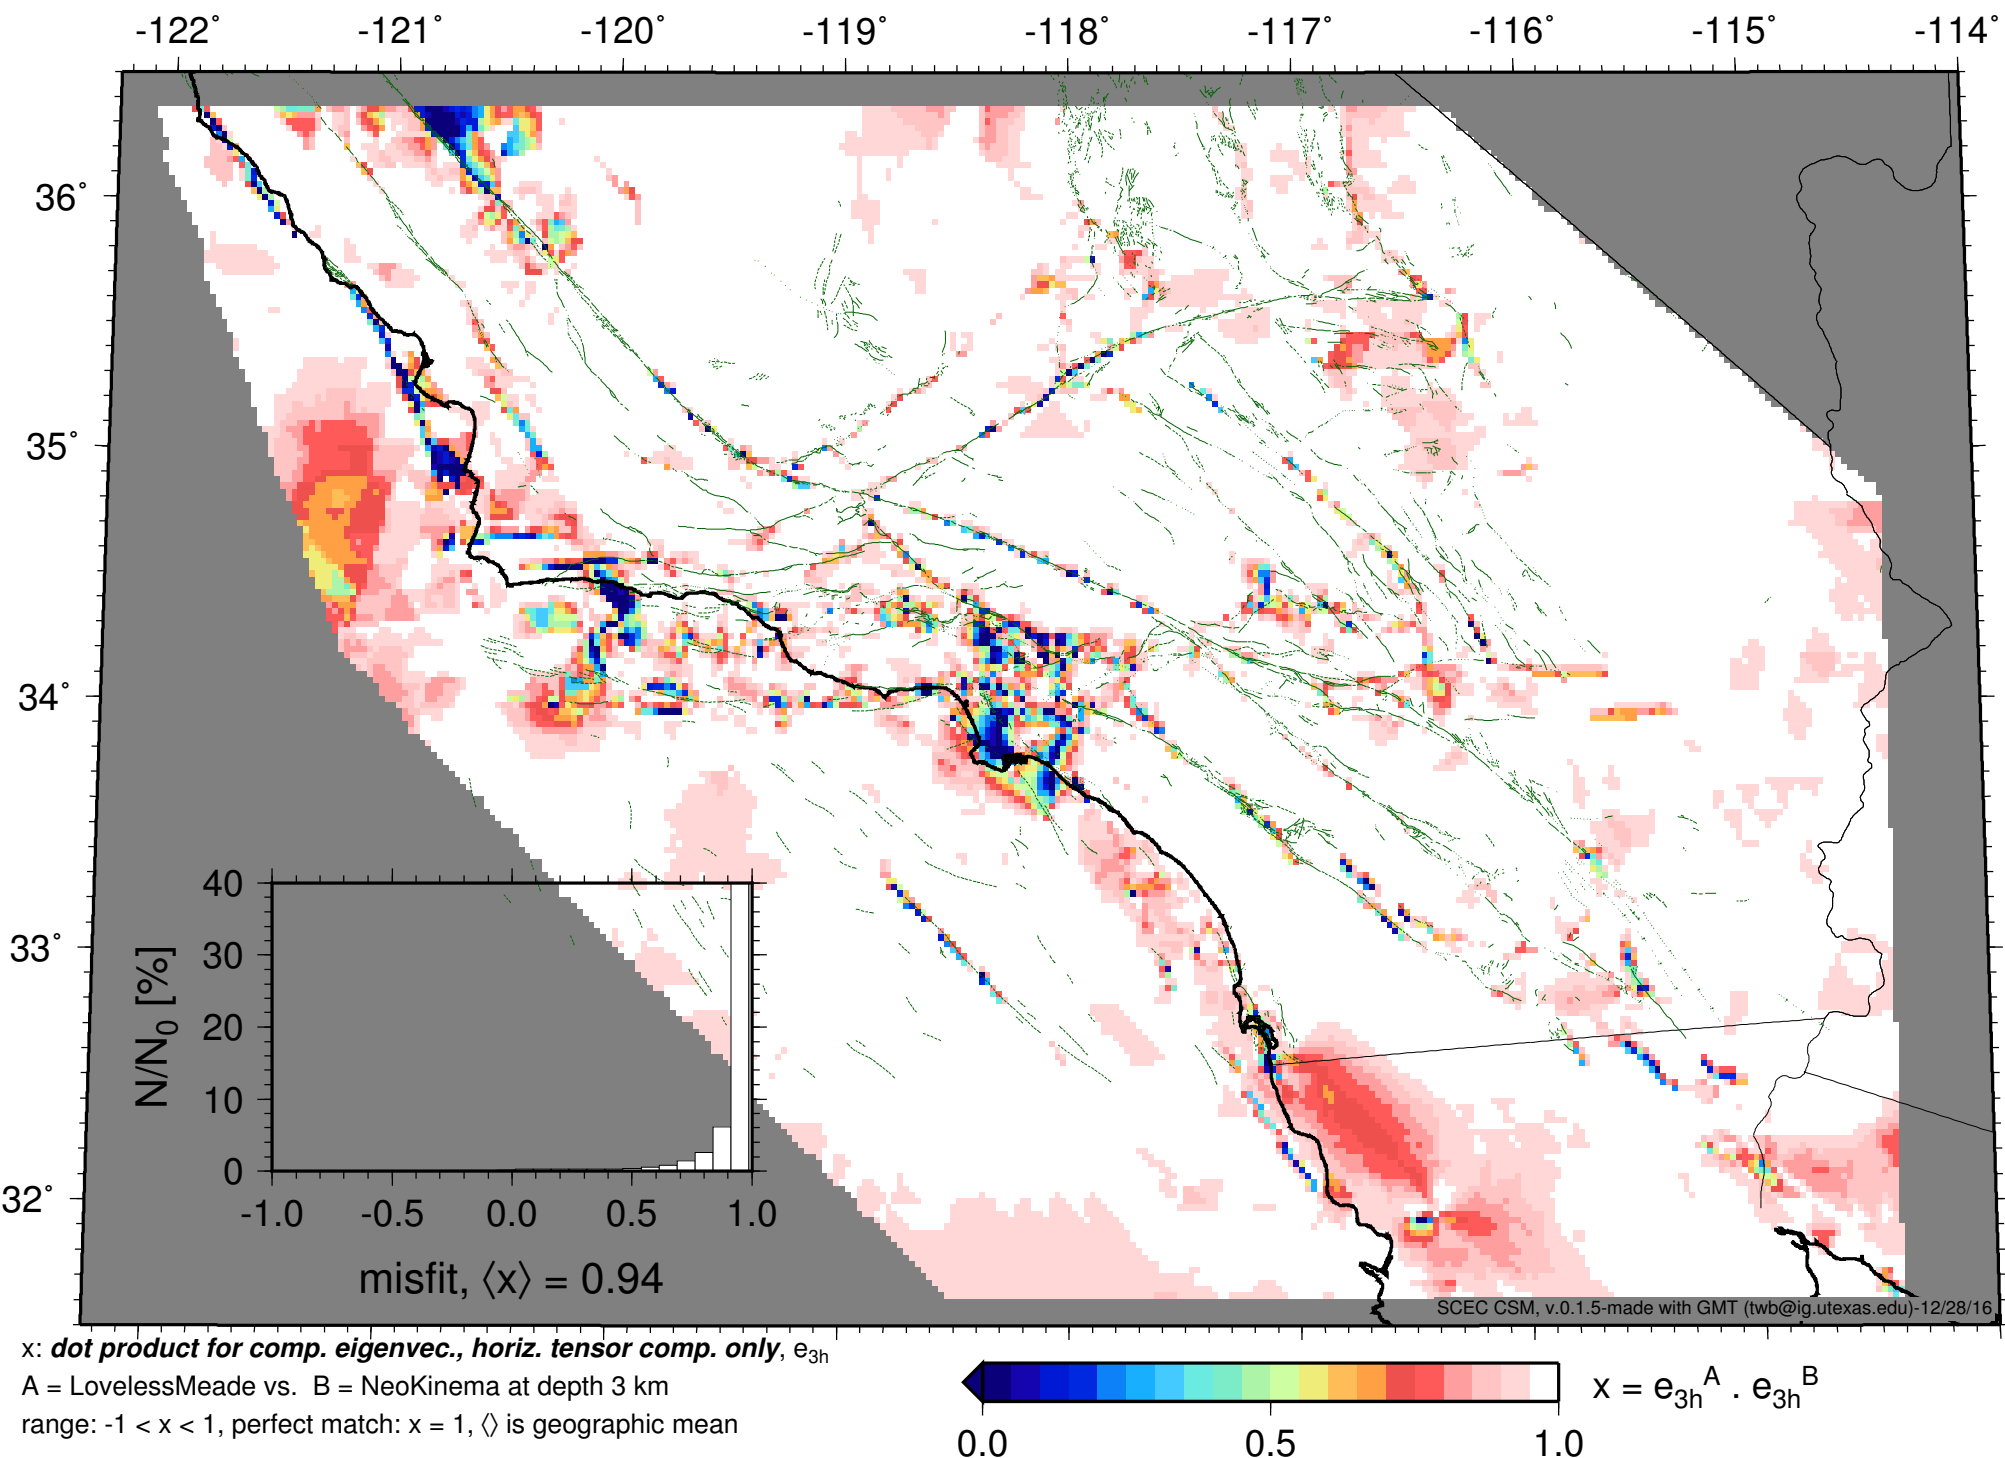 -122˚ -121˚ -120˚ -119˚ -118˚ -117˚ -116˚ -115˚ -114˚
36˚
35˚
34˚
33˚
32˚
40
30
20
10
0
N/N0 [%]
-1.0 -0.5 0.0 0.5 1.0
misfit, ⟨x⟩ = 0.94
SCEC CSM, v.0.1.5-made with GMT (twb@ig.utexas.edu)-12/28/16
x: dot product for comp. eigenvec., horiz. tensor comp. only, e3h
A = LovelessMeade vs. B = NeoKinema at depth 3 km
range: -1 < x < 1, perfect match: x = 1, ⟨⟩ is geographic mean
0.0 0.5 1.0
x = e3hA . e3hB